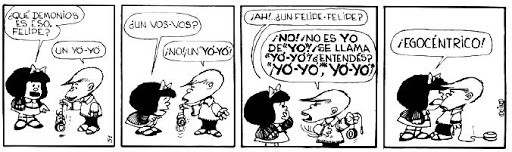 ¿QUÉ DEMONIOS
ES ESO,
FELIPE?
UN YO-YO
¿UN VOS-VOS?
¡NO!¡UN "YO-YO!
¡AH!...¿UN FELIPE-FELIPE?
¡NO! ¡NO ES YO
DE "YO"! ¡SE LLAMA
"YO-YO"! ¿ENTENDÉS?
"YO-YO", "YO-YO"!
¡EGOCÉNTRICO!